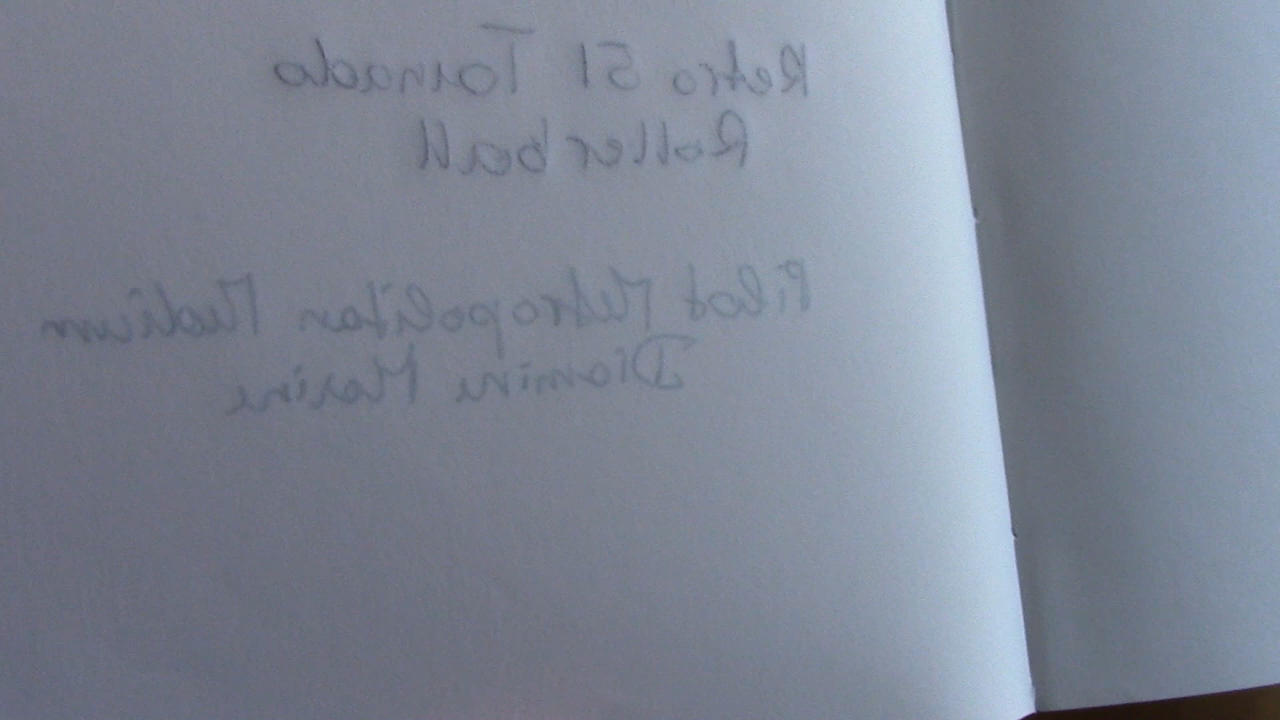 Retro 51 Tornado
Rollerball
Pilot Metropolitan Medium
Diamine Marine